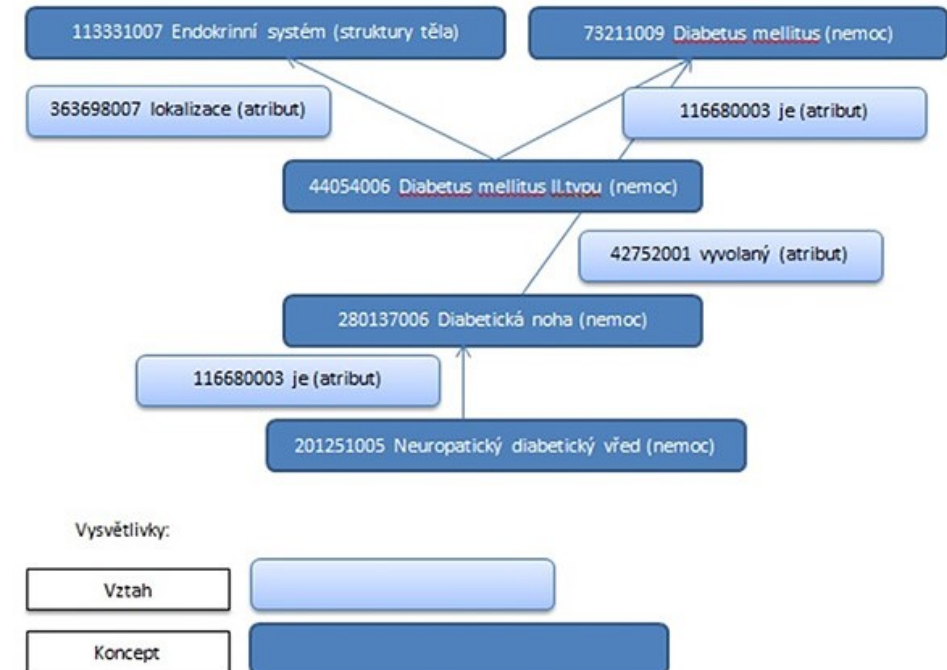 113331007 Endokrinní systém (struktury těla)
73211009 Diabetus mellitus (nemoc)
363698007 lokalizace (atribut)
116680003 je (atribut)
44054006 Diabetus mellitus II.typu (nemoc)
42752001 vyvolaný (atribut)
280137006 Diabetická noha (nemoc)
116680003 je (atribut)
201251005 Neuropatický diabetický vřed (nemoc)
Vysvětlivky:
Vztah
Koncept